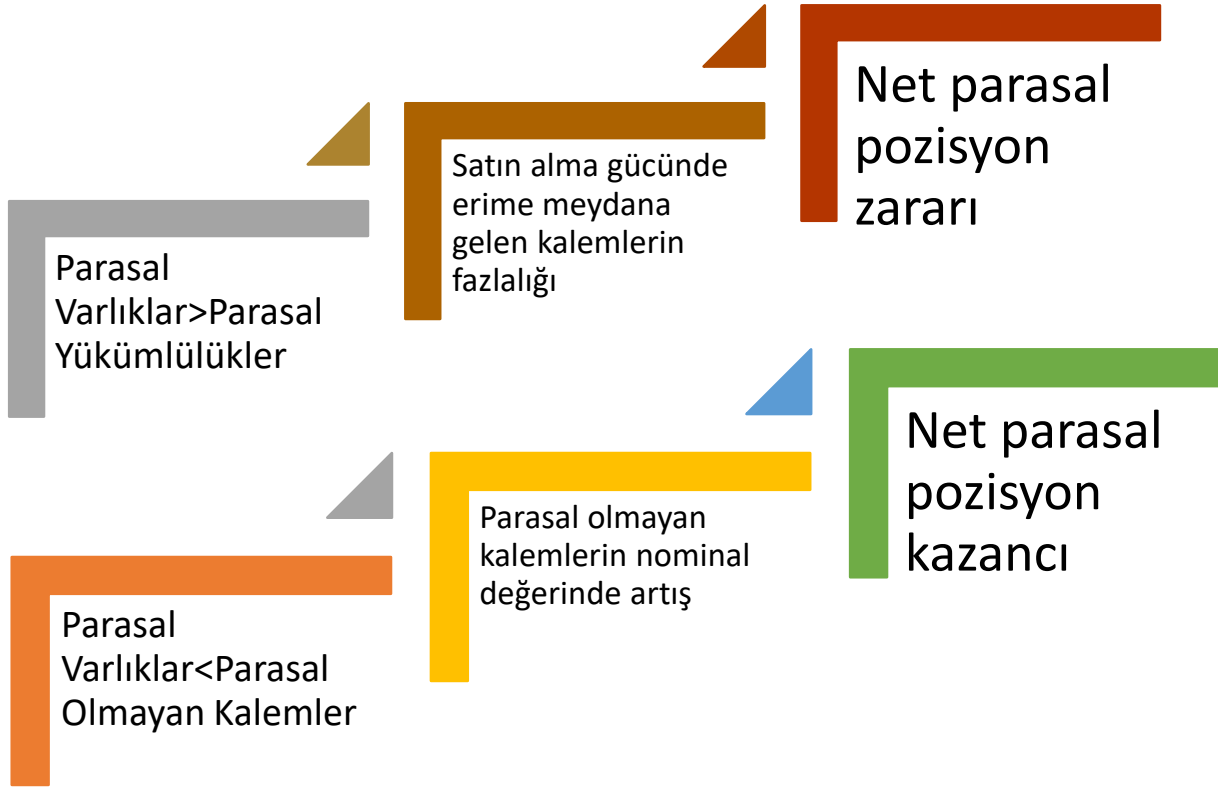 Parasal
Varlıklar>Parasal
Yükümlülükler
Satın alma gücünde
erime meydana
gelen kalemlerin
fazlalığı
Net parasal
pozisyon
zararı
Parasal
Varlıklar<Parasal
Olmayan Kalemler
Parasal olmayan
kalemlerin nominal
değerinde artış
Net parasal
pozisyon
kazancı